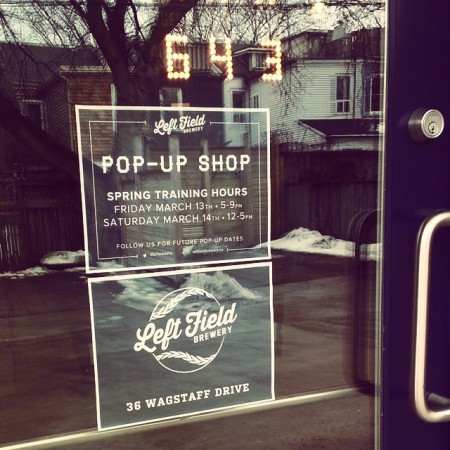 643
Left Field
BREWERY
POP-UP SHOP
SPRING TRAINING HOURS
FRIDAY MARCH 13TH • 5-9PM
SATURDAY MARCH 14TH • 12-5PM
FOLLOW US FOR FUTURE POP-UP DATES
Left Field
BREWERY
36 WAGSTAFF DRIVE